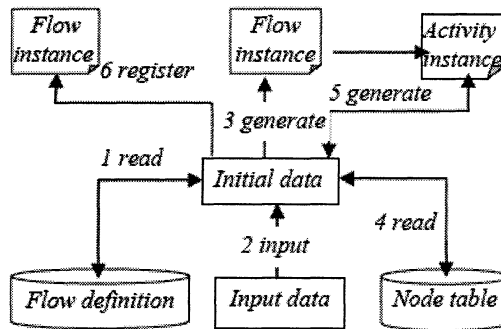 Flow
instance
Flow
instance
Activity
instance
6 register
5 generate
3 generate
1 read
Initial data
4 read
2 input
Flow definition
Input data
Node table